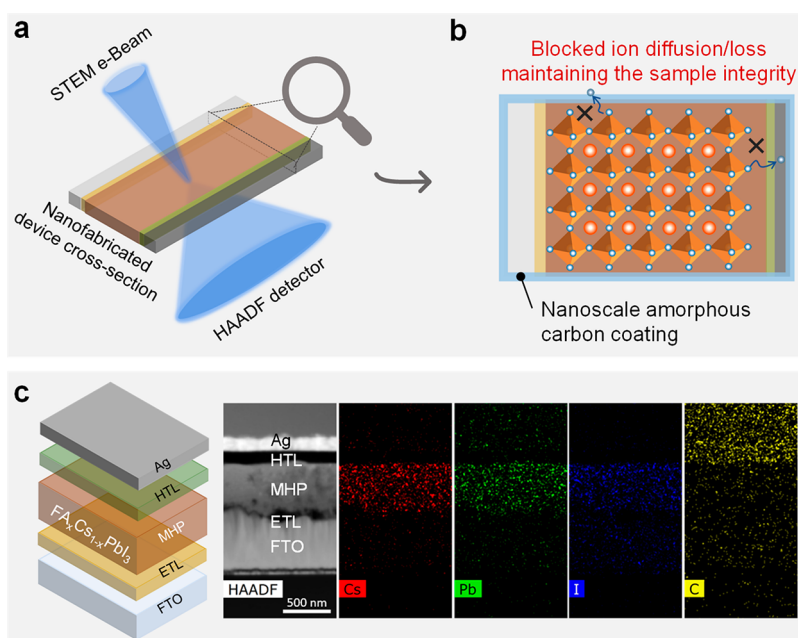 a
STEM e-Beam
Nanofabricated
device cross-section
HAADF detector
b
Blocked ion diffusion/loss
maintaining the sample integrity
Nanoscale amorphous
carbon coating
c
Ag
HTL
FAₓCs₁₋ₓPbI₃
MHP
ETL
FTO
Ag
HTL
MHP
ETL
FTO
HAADF
500 nm
Cs
Pb
I
C